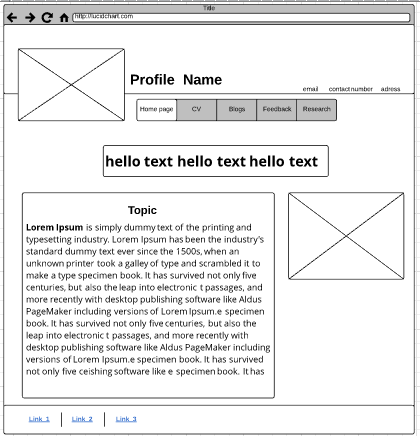 Title
http://lucidchart.com
Profile Name
email contact number adress
Home page CV Blogs Feedback Research
hello text hello text hello text
Topic
Lorem Ipsum is simply dummy text of the printing and
typesetting industry. Lorem Ipsum has been the industry's
standard dummy text ever since the 1500s, when an
unknown printer took a galley of type and scrambled it to
make a type specimen book. It has survived not only five
centuries, but also the leap into electronic t passages, and
more recently with desktop publishing software like Aldus
PageMaker including versions of Lorem Ipsum.e specimen
book. It has survived not only five centuries, but also the
leap into electronic t passages, and more recently with
desktop publishing software like Aldus PageMaker including
versions of Lorem Ipsum.e specimen book. It has survived
not only five ceishing software like e specimen book. It has
Link_1 Link_2 Link_3